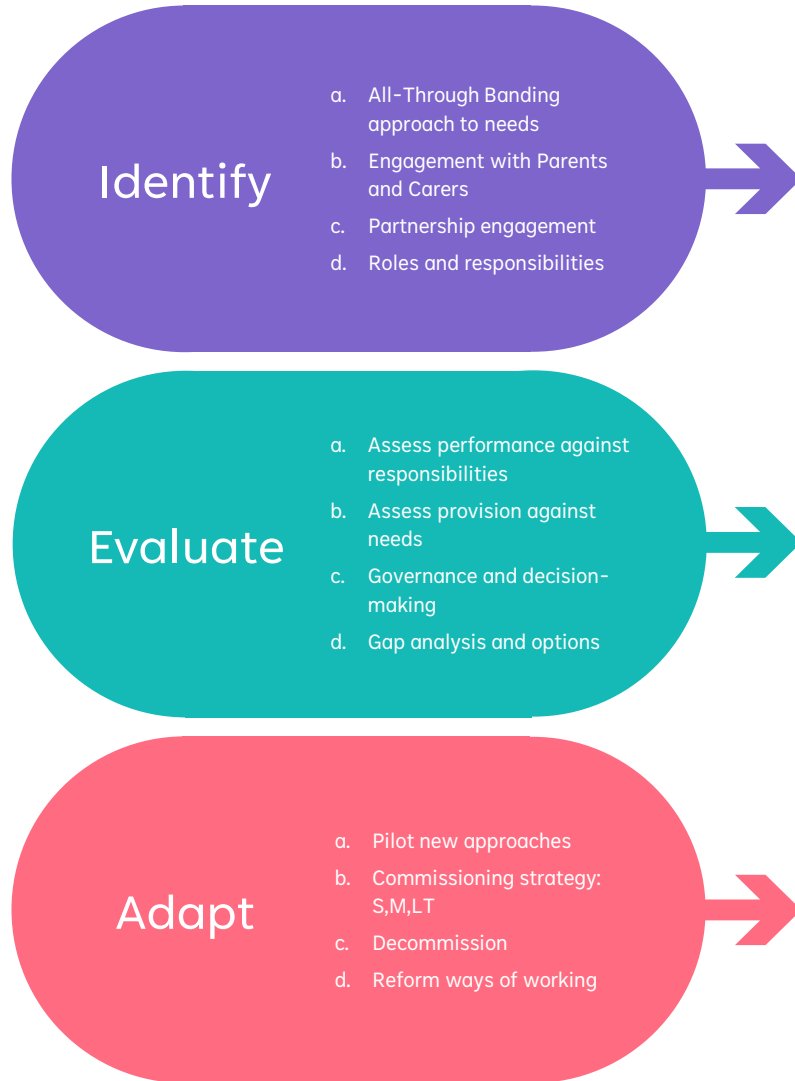 Identify
a. All-Through Banding
approach to needs
b. Engagement with Parents
and Carers
c. Partnership engagement
d. Roles and responsibilities
Evaluate
a. Assess performance against
responsibilities
b. Assess provision against
needs
c. Governance and decision-
making
d. Gap analysis and options
Adapt
a. Pilot new approaches
b. Commissioning strategy:
S,M,LT
c. Decommission
d. Reform ways of working